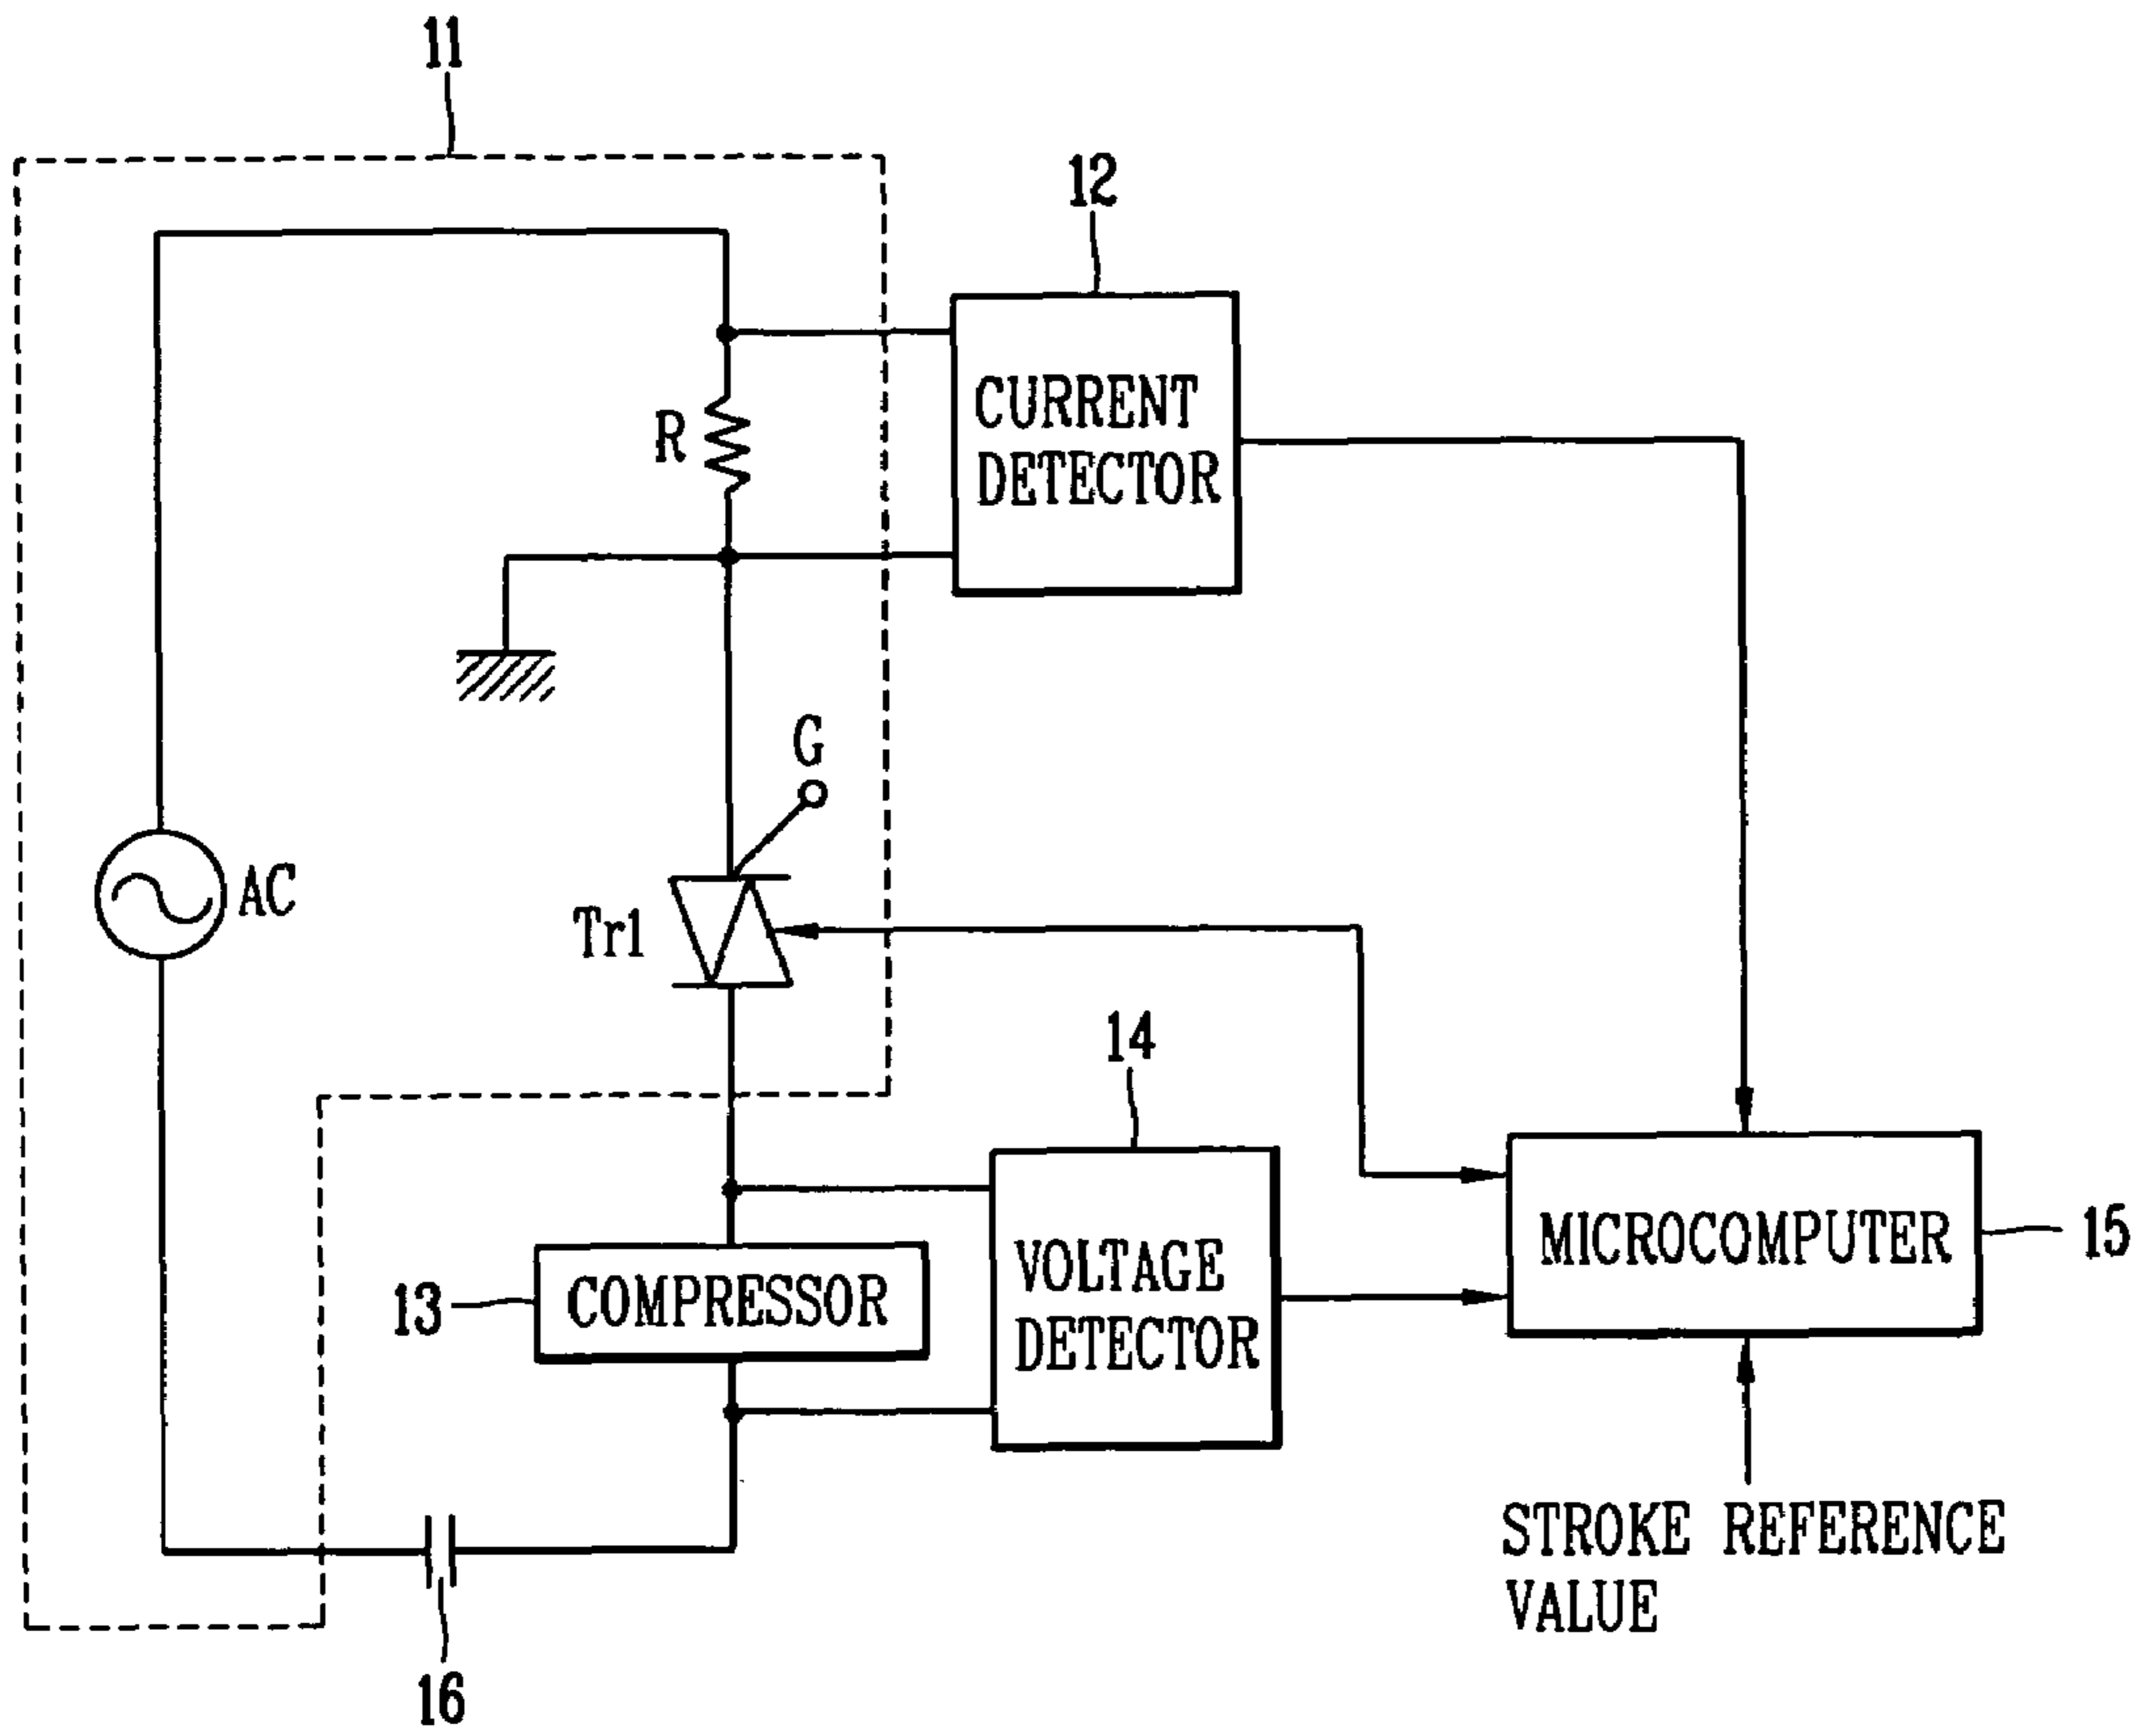 11
12
CURRENT
DETECTOR
R
G
AC
Tr1
14
MICROCOMPUTER
15
VOLTAGE
DETECTOR
13
COMPRESSOR
STROKE REFERENCE
VALUE
16